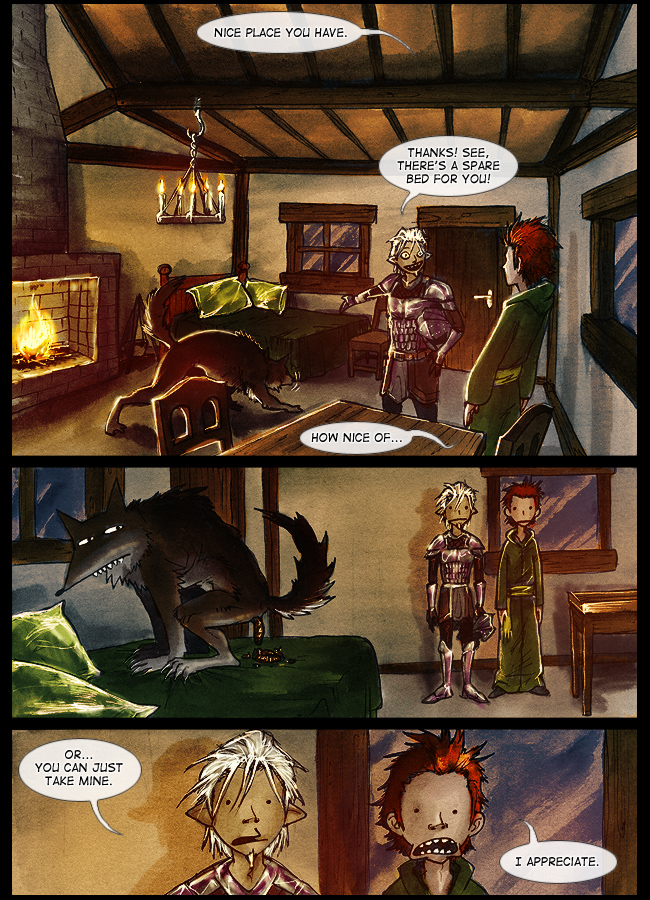 NICE PLACE YOU HAVE.
THANKS! SEE,
THERE'S A SPARE
BED FOR YOU!
HOW NICE OF...
OR...
YOU CAN JUST
TAKE MINE.
I APPRECIATE.